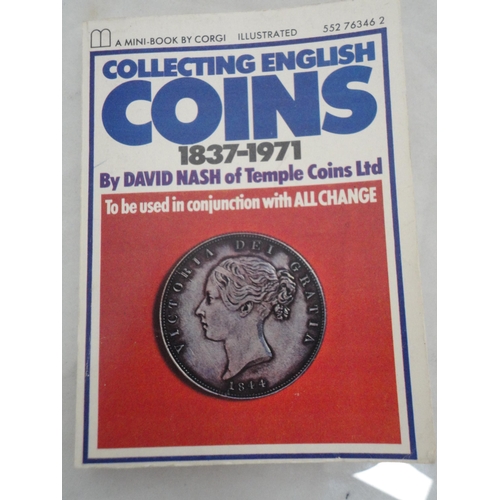 A MINI-BOOK BY CORGI ILLUSTRATED 552 76346 2
COLLECTING ENGLISH
COINS
1837-1971
By DAVID NASH of Temple Coins Ltd
To be used in conjunction with ALL CHANGE
VICTORIA DEI GRATIA
1844